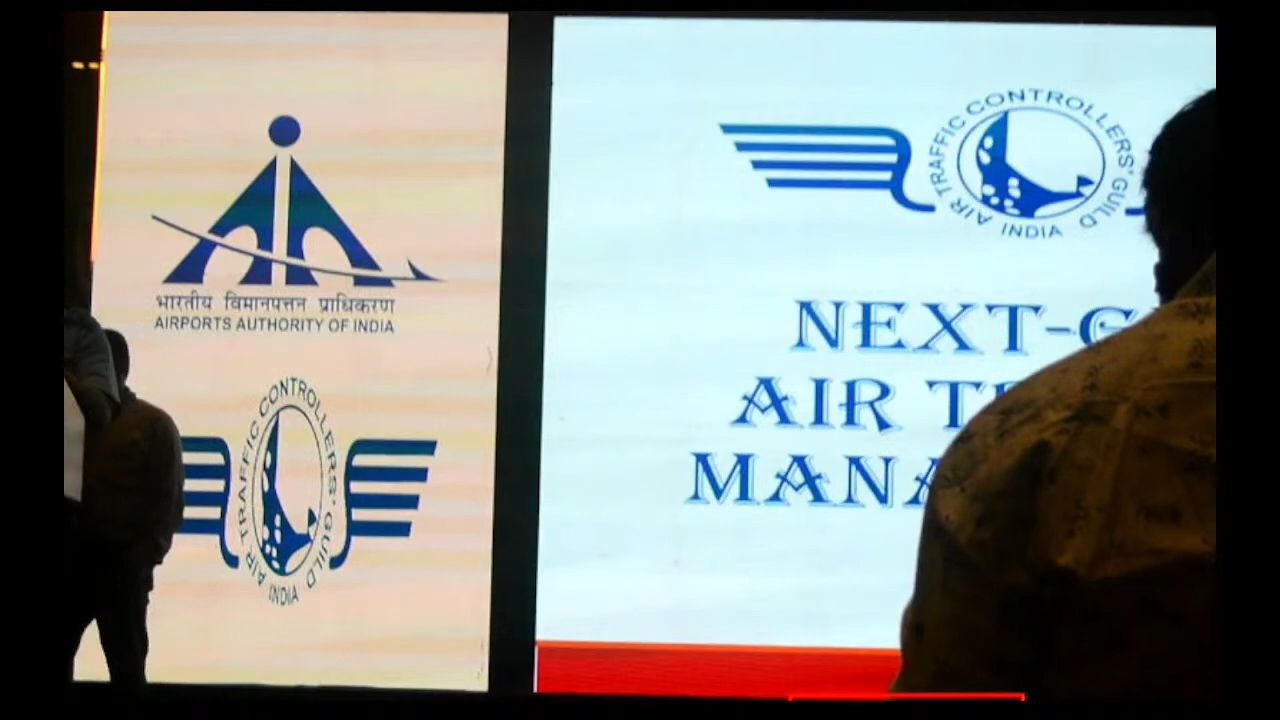 भारतीय विमानपत्तन प्राधिकरण
AIRPORTS AUTHORITY OF INDIA
AIR TRAFFIC CONTROLLERS' GUILD
INDIA
AIR TRAFFIC CONTROLLERS' GUILD
INDIA
NEXT-G
AIR T
MANA